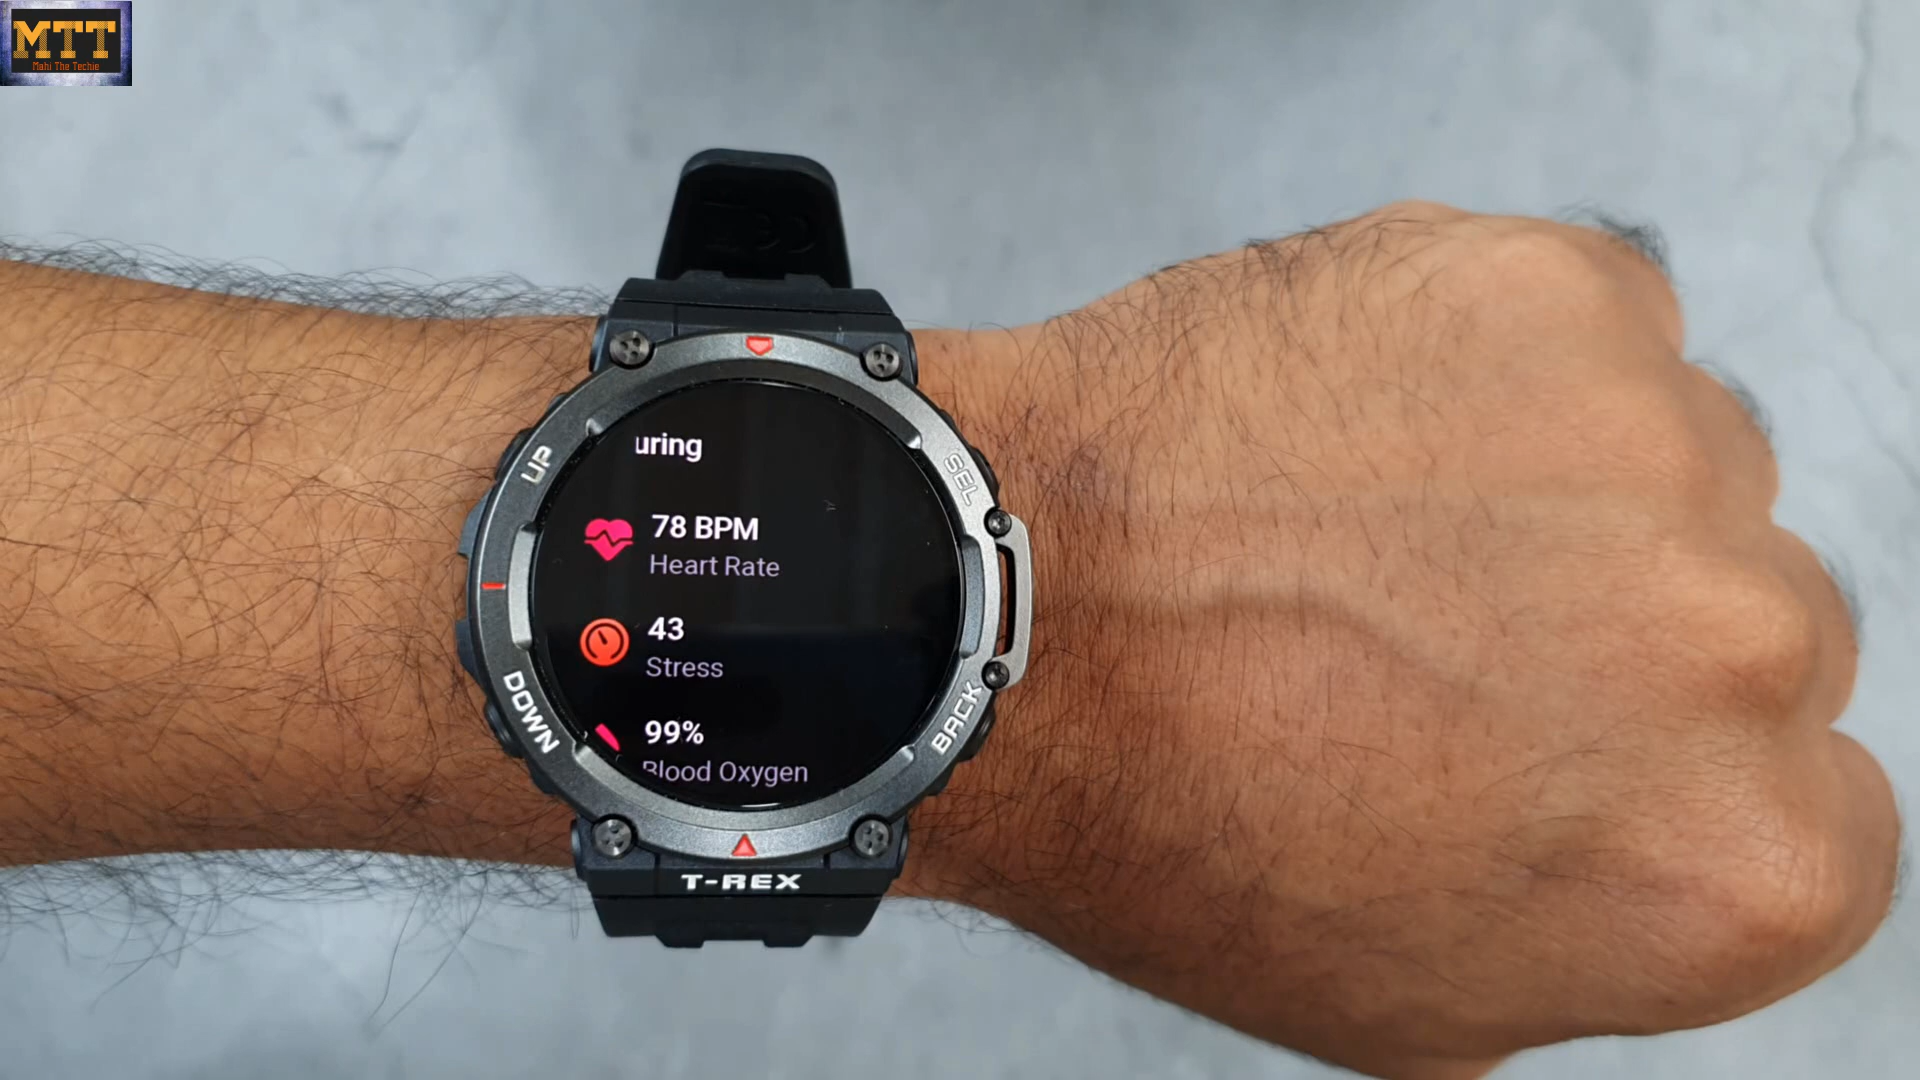 MTT
Mahi The Techie
UP
SEL
uring
78 BPM
Heart Rate
43
Stress
99%
Blood Oxygen
DOWN
BACK
T-REX